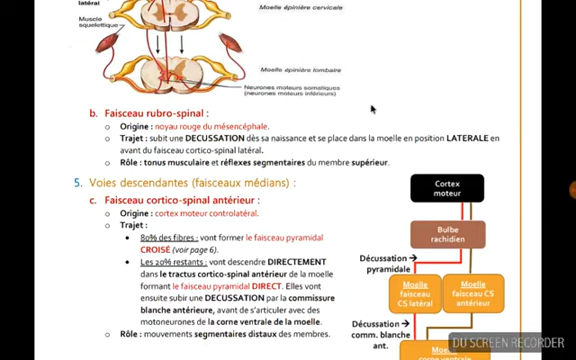 latéral
Moelle épinière cervicale
Muscle
squelettique
Moelle épinière lombaire
Neurones moteurs somatiques
(neurones moteurs inférieurs)
b. Faisceau rubro-spinal :
o Origine : noyau rouge du mésencéphale.
o Trajet : subit une DECUSSATION dès sa naissance et se place dans la moelle en position LATERALE en
avant du faisceau cortico-spinal latéral.
o Rôle : tonus musculaire et réflexes segmentaires du membre supérieur.
5. Voies descendantes (faisceaux médians) :
c. Faisceau cortico-spinal antérieur :
o Origine : cortex moteur controlatéral.
o Trajet :
• 80% des fibres : vont former le faisceau pyramidal
CROISÉ (voir page 6).
• Les 20% restants : vont descendre DIRECTEMENT
dans le tractus cortico-spinal antérieur de la moelle
formant le faisceau pyramidal DIRECT. Elles vont
ensuite subir une DECUSSATION par la commissure
blanche antérieure, avant de s'articuler avec des
motoneurones de la corne ventrale de la moelle.
o Rôle : mouvements segmentaires distaux des membres.
Cortex
moteur
Bulbe
rachidien
Décussation →
pyramidale
Moelle
faisceau
CS latéral
Moelle
faisceau CS
antérieur
Décussation →
comm. blanche
ant.
corne ventrale
DU SCREEN RECORDER